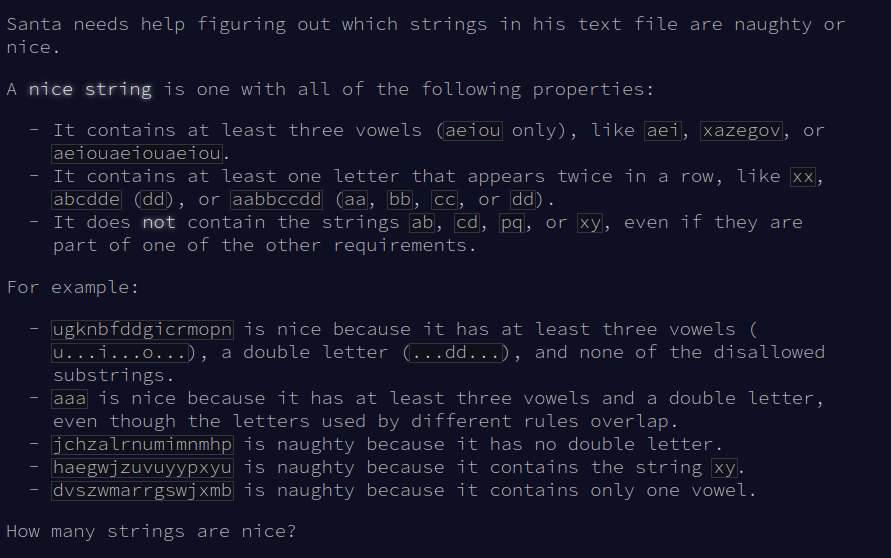 Santa needs help figuring out which strings in his text file are naughty or
nice.
A nice string is one with all of the following properties:
- It contains at least three vowels (aeiou only), like aei, xazegov, or
aeiouaeiouaeiou.
- It contains at least one letter that appears twice in a row, like xx,
abcdde (dd), or aabbccdd (aa, bb, cc, or dd).
- It does not contain the strings ab, cd, pq, or xy, even if they are
part of one of the other requirements.
For example:
- ugknbfddgicrmopn is nice because it has at least three vowels (
u...i...o...), a double letter (...dd...), and none of the disallowed
substrings.
- aaa is nice because it has at least three vowels and a double letter,
even though the letters used by different rules overlap.
- jchzalrnumimnmhp is naughty because it has no double letter.
- haegwjzuvuyypxyu is naughty because it contains the string xy.
- dvszwmarrgswjxmb is naughty because it contains only one vowel.
How many strings are nice?